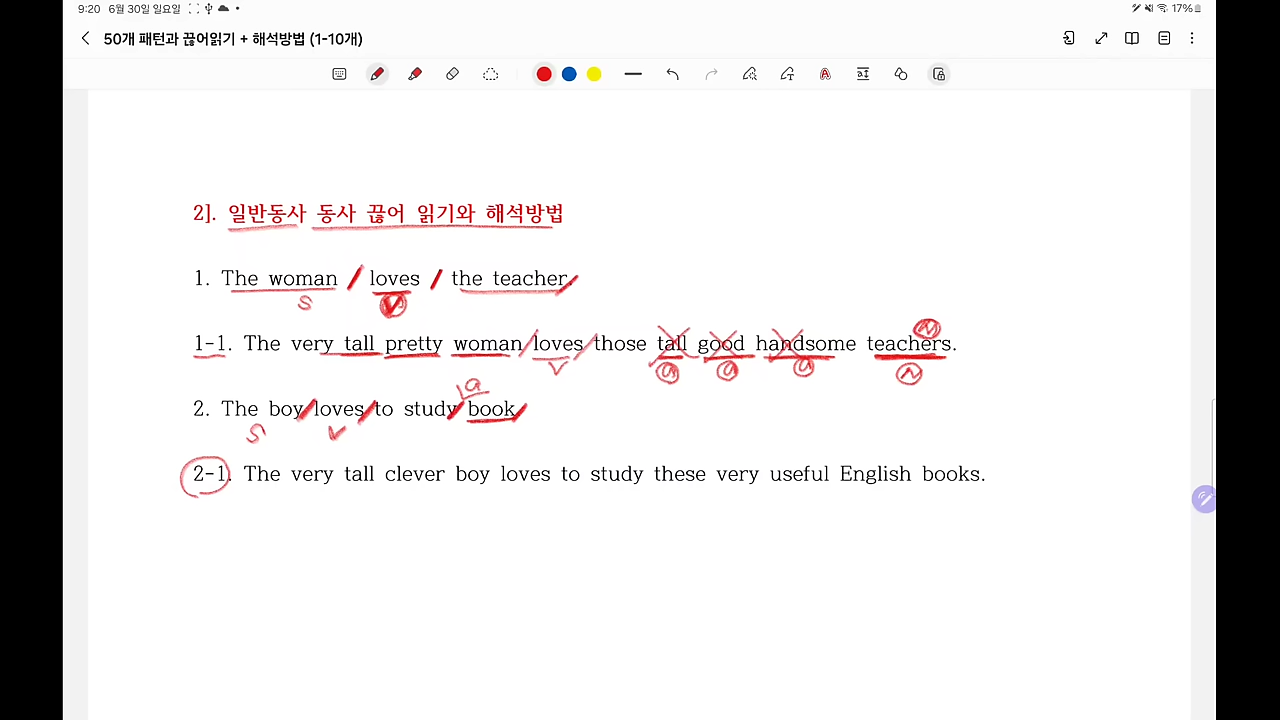 9:20 6월 30일 일요일 17%
50개 패턴과 끊어읽기 + 해석방법 (1-10개)
2]. 일반동사 동사 끊어 읽기와 해석방법
1. The woman / loves / the teacher.
S V
N
1-1. The very tall pretty woman / loves / those tall good handsome teachers.
V a a a N
a
2. The boy / loves / to study / book /
S V
2-1. The very tall clever boy loves to study these very useful English books.